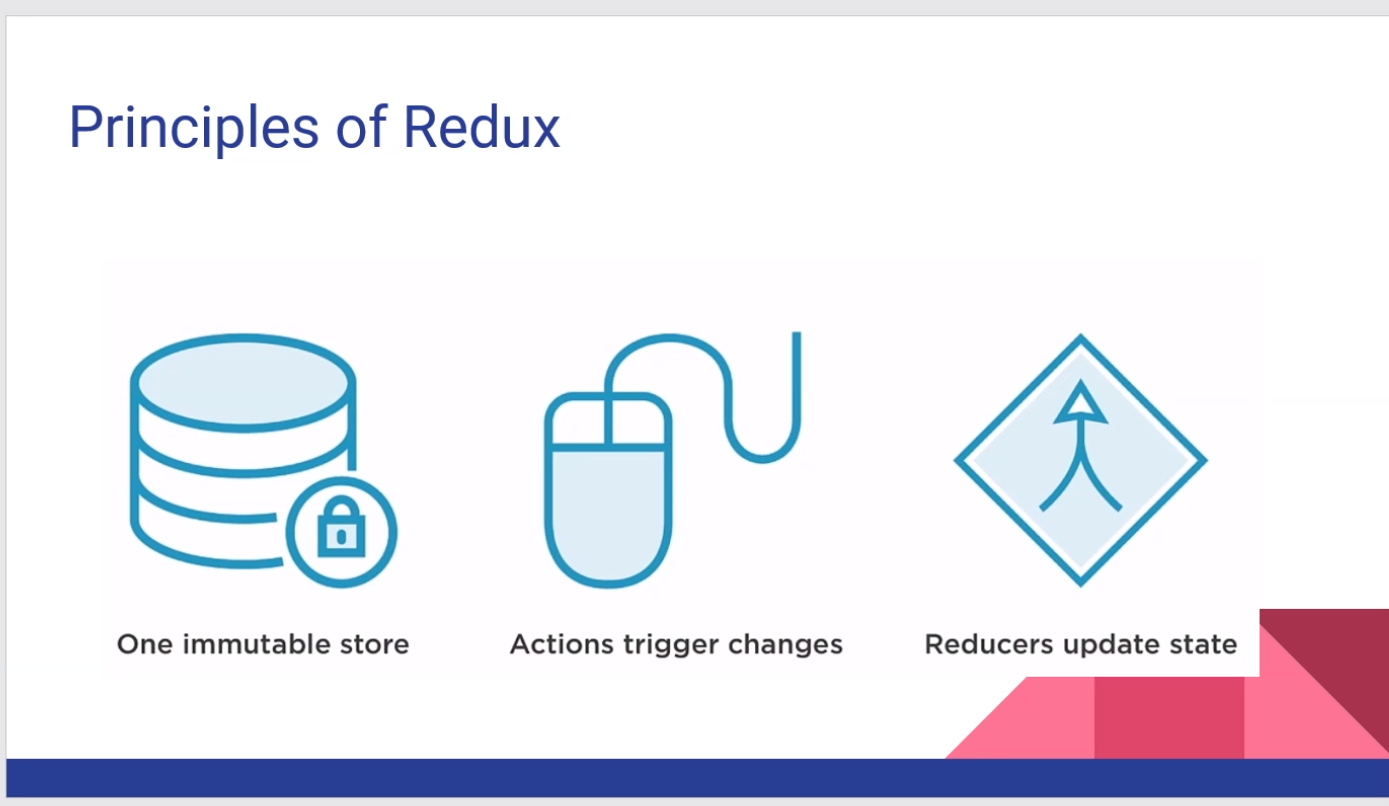 Principles of Redux
One immutable store
Actions trigger changes
Reducers update state